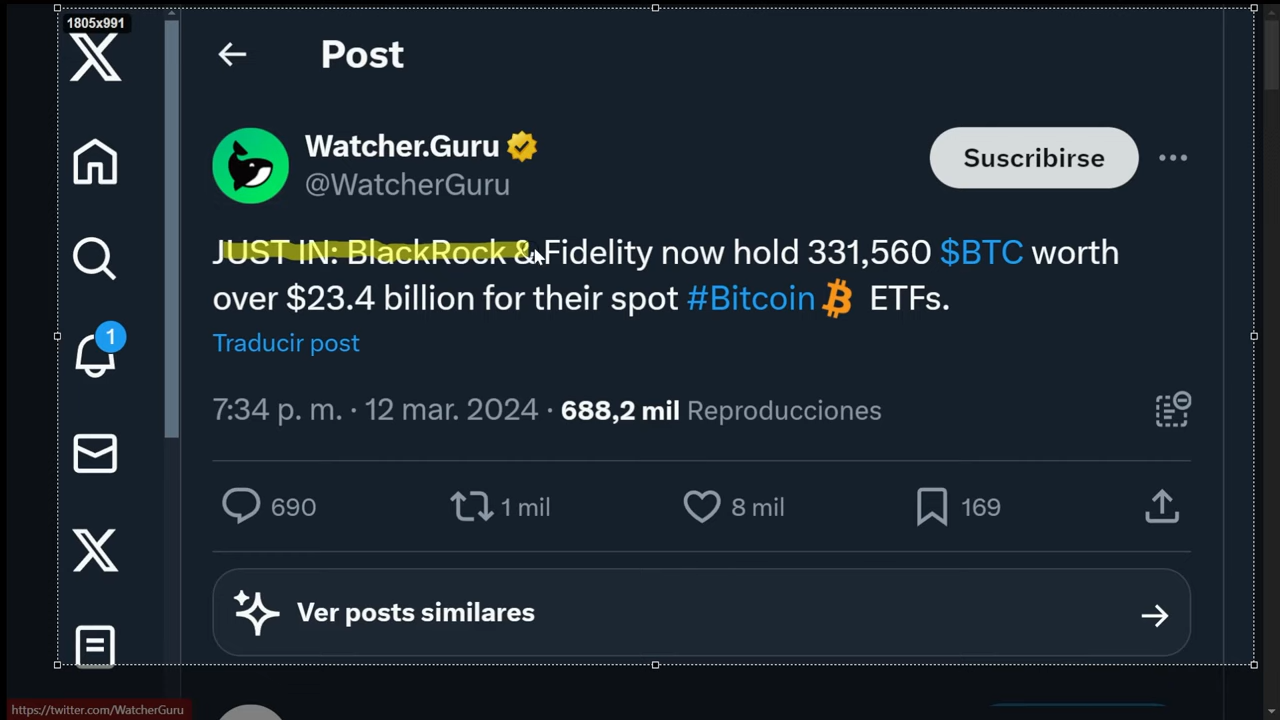 1805x991
Post
Watcher.Guru
@WatcherGuru
Suscribirse
JUST IN: BlackRock & Fidelity now hold 331,560 $BTC worth
over $23.4 billion for their spot #Bitcoin ETFs.
Traducir post
1
7:34 p. m. · 12 mar. 2024 · 688,2 mil Reproducciones
690 1 mil 8 mil 169
Ver posts similares
https://twitter.com/WatcherGuru